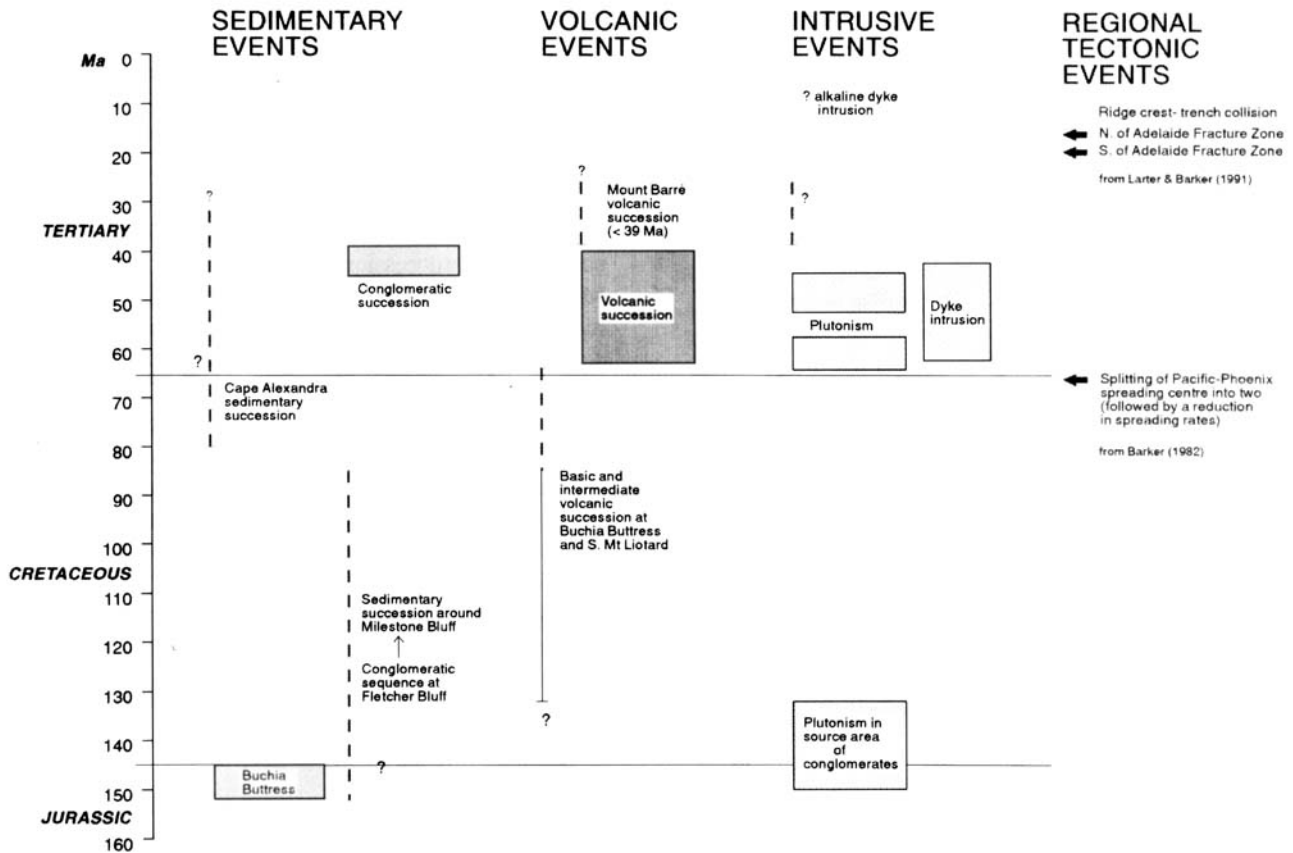 SEDIMENTARY
EVENTS
VOLCANIC
EVENTS
INTRUSIVE
EVENTS
REGIONAL
TECTONIC
EVENTS
Ma 0
10
20
30
TERTIARY
40
50
60
70
80
90
100
CRETACEOUS
110
120
130
140
150
JURASSIC
160
?
?
Cape Alexandra
sedimentary
succession
Conglomeratic
succession
Sedimentary
succession around
Milestone Bluff
Conglomeratic
sequence at
Fletcher Bluff
?
Buchia
Buttress
?
Mount Barré
volcanic
succession
(< 39 Ma)
Volcanic
succession
Basic and
intermediate
volcanic
succession at
Buchia Buttress
and S. Mt Liotard
?
? alkaline dyke
intrusion
?
Plutonism
Dyke
intrusion
Plutonism in
source area
of
conglomerates
Ridge crest- trench collision
N. of Adelaide Fracture Zone
S. of Adelaide Fracture Zone
from Larter & Barker (1991)
Splitting of Pacific-Phoenix
spreading centre into two
(followed by a reduction
in spreading rates)
from Barker (1982)